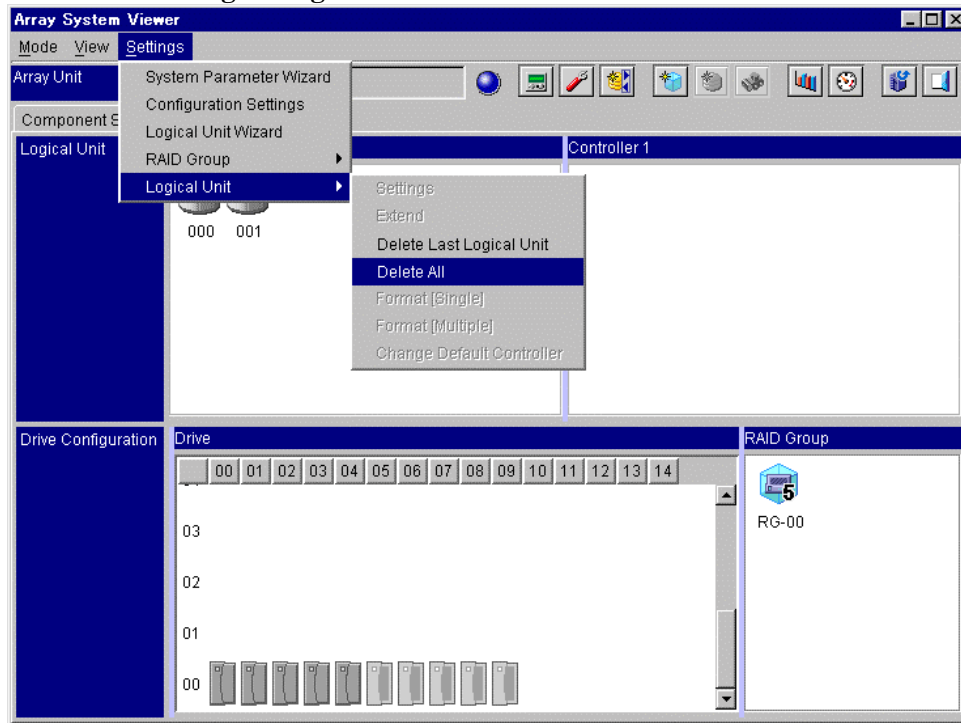 Array System Viewer
Mode View Settings
Array Unit
System Parameter Wizard
Configuration Settings
Logical Unit Wizard
RAID Group
Logical Unit
Component S
Logical Unit
Controller 1
000 001
Settings
Extend
Delete Last Logical Unit
Delete All
Format [Single]
Format [Multiple]
Change Default Controller
Drive Configuration
Drive
RAID Group
00 01 02 03 04 05 06 07 08 09 10 11 12 13 14
5
RG-00
03
02
01
00